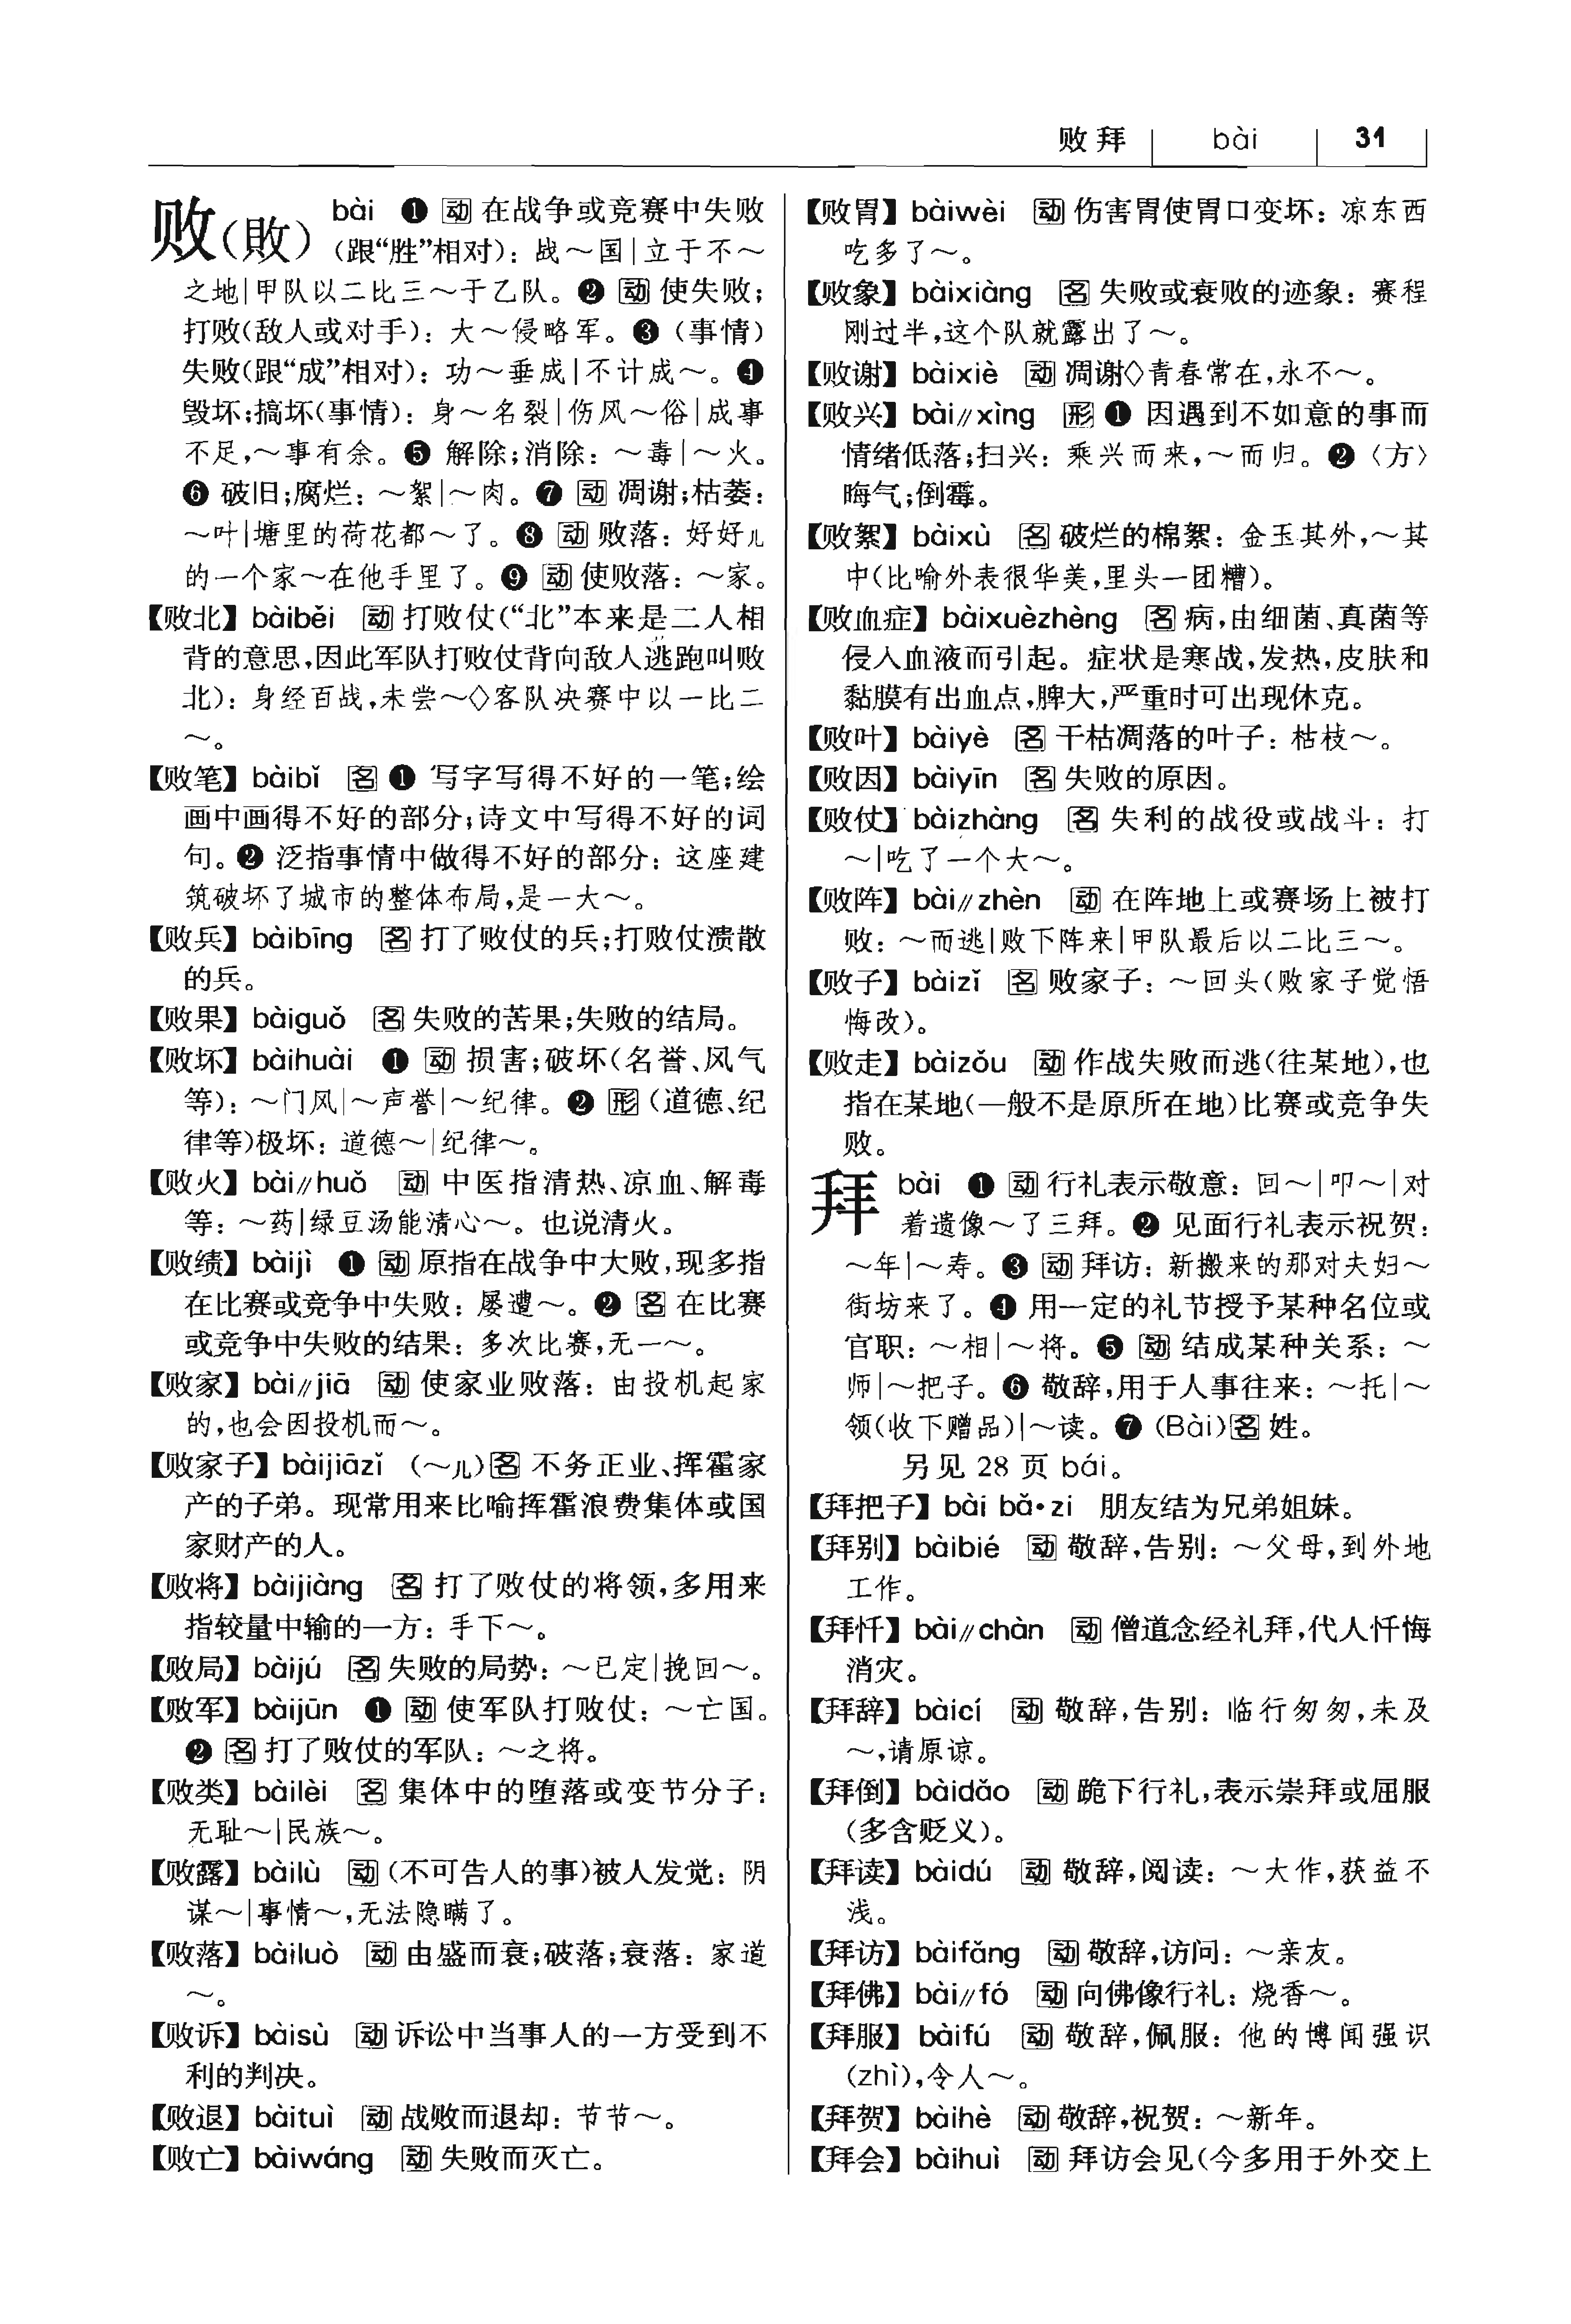 败 拜 bài 31
败(敗) bài ❶ 动 在战争或竞赛中失败
(跟“胜”相对)：战～国|立于不～
之地|甲队以二比三～于乙队。❷ 动 使失败；
打败(敌人或对手)：大～侵略军。❸ (事情)
失败(跟“成”相对)：功～垂成|不计成～。❹
毁坏；搞坏(事情)：身～名裂|伤风～俗|成事
不足，～事有余。❺ 解除；消除：～毒|～火。
❻ 破旧；腐烂：～絮|～肉。❼ 动 凋谢；枯萎：
～叶|塘里的荷花都～了。❽ 动 败落：好好儿
的一个家～在他手里了。❾ 动 使败落：～家。
【败北】 bàiběi 动 打败仗(“北”本来是二人相
背的意思，因此军队打败仗背向敌人逃跑叫败
北)：身经百战，未尝～◇客队决赛中以一比二
～。
【败笔】 bàibǐ 名 ❶ 写字写得不好的一笔；绘
画中画得不好的部分；诗文中写得不好的词
句。❷ 泛指事情中做得不好的部分：这座建
筑破坏了城市的整体布局，是一大～。
【败兵】 bàibīng 名 打了败仗的兵；打败仗溃散
的兵。
【败果】 bàiguǒ 名 失败的苦果；失败的结局。
【败坏】 bàihuài ❶ 动 损害；破坏(名誉、风气
等)：～门风|～声誉|～纪律。❷ 形 (道德、纪
律等)极坏：道德～|纪律～。
【败火】 bài∥huǒ 动 中医指清热、凉血、解毒
等：～药|绿豆汤能清心～。也说清火。
【败绩】 bàijì ❶ 动 原指在战争中大败，现多指
在比赛或竞争中失败：屡遭～。❷ 名 在比赛
或竞争中失败的结果：多次比赛，无一～。
【败家】 bài∥jiā 动 使家业败落：由投机起家
的，也会因投机而～。
【败家子】 bàijiāzǐ (～儿)名 不务正业、挥霍家
产的子弟。现常用来比喻挥霍浪费集体或国
家财产的人。
【败将】 bàijiàng 名 打了败仗的将领，多用来
指较量中输的一方：手下～。
【败局】 bàijú 名 失败的局势：～已定|挽回～。
【败军】 bàijūn ❶ 动 使军队打败仗：～亡国。
❷ 名 打了败仗的军队：～之将。
【败类】 bàilèi 名 集体中的堕落或变节分子：
无耻～|民族～。
【败露】 bàilù 动 (不可告人的事)被人发觉：阴
谋～|事情～，无法隐瞒了。
【败落】 bàiluò 动 由盛而衰；破落；衰落：家道
～。
【败诉】 bàisù 动 诉讼中当事人的一方受到不
利的判决。
【败退】 bàituì 动 战败而退却：节节～。
【败亡】 bàiwáng 动 失败而灭亡。
【败胃】 bàiwèi 动 伤害胃使胃口变坏：凉东西
吃多了～。
【败象】 bàixiàng 名 失败或衰败的迹象：赛程
刚过半，这个队就露出了～。
【败谢】 bàixiè 动 凋谢◇青春常在，永不～。
【败兴】 bài∥xìng 形 ❶ 因遇到不如意的事而
情绪低落；扫兴：乘兴而来，～而归。❷〈方〉
晦气；倒霉。
【败絮】 bàixù 名 破烂的棉絮：金玉其外，～其
中(比喻外表很华美，里头一团糟)。
【败血症】 bàixuèzhèng 名 病，由细菌、真菌等
侵入血液而引起。症状是寒战，发热，皮肤和
黏膜有出血点，脾大，严重时可出现休克。
【败叶】 bàiyè 名 干枯凋落的叶子：枯枝～。
【败因】 bàiyīn 名 失败的原因。
【败仗】 bàizhàng 名 失利的战役或战斗：打
～|吃了一个大～。
【败阵】 bài∥zhèn 动 在阵地上或赛场上被打
败：～而逃|败下阵来|甲队最后以二比三～。
【败子】 bàizǐ 名 败家子：～回头(败家子觉悟
悔改)。
【败走】 bàizǒu 动 作战失败而逃(往某地)，也
指在某地(一般不是原所在地)比赛或竞争失
败。
拜 bài ❶ 动 行礼表示敬意：回～|叩～|对
着遗像～了三拜。❷ 见面行礼表示祝贺：
～年|～寿。❸ 动 拜访：新搬来的那对夫妇～
街坊来了。❹ 用一定的礼节授予某种名位或
官职：～相|～将。❺ 动 结成某种关系：～
师|～把子。❻ 敬辞，用于人事往来：～托|～
领(收下赠品)|～读。❼ (Bài)名 姓。
另见 28 页 bái。
【拜把子】 bài bǎ•zi 朋友结为兄弟姐妹。
【拜别】 bàibié 动 敬辞，告别：～父母，到外地
工作。
【拜忏】 bài∥chàn 动 僧道念经礼拜，代人忏悔
消灾。
【拜辞】 bàicí 动 敬辞，告别：临行匆匆，未及
～，请原谅。
【拜倒】 bàidǎo 动 跪下行礼，表示崇拜或屈服
(多含贬义)。
【拜读】 bàidú 动 敬辞，阅读：～大作，获益不
浅。
【拜访】 bàifǎng 动 敬辞，访问：～亲友。
【拜佛】 bài∥fó 动 向佛像行礼：烧香～。
【拜服】 bàifú 动 敬辞，佩服：他的博闻强识
(zhì)，令人～。
【拜贺】 bàihè 动 敬辞，祝贺：～新年。
【拜会】 bàihuì 动 拜访会见(今多用于外交上